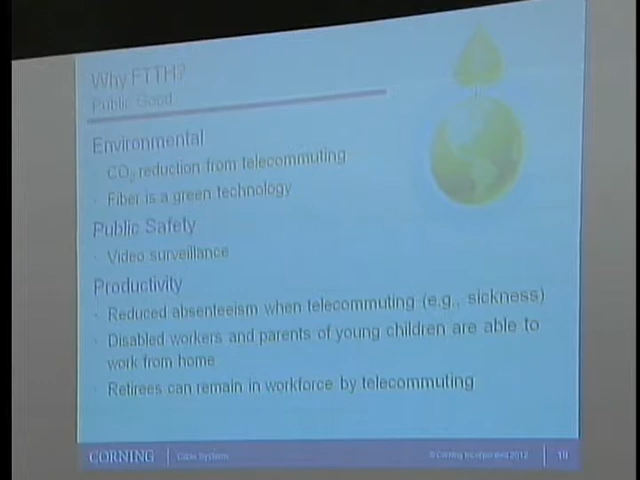 Why FTTH?
Public Good
Environmental
CO2 reduction from telecommuting
Fiber is a green technology
Public Safety
Video surveillance
Productivity
Reduced absenteeism when telecommuting (e.g., sickness)
Disabled workers and parents of young children are able to
work from home
Retirees can remain in workforce by telecommuting
CORNING Cable Systems © Corning Incorporated 2012